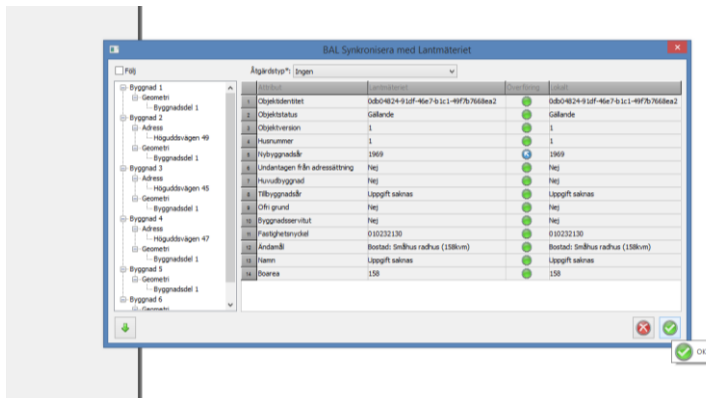 BAL Synkronisera med Lantmäteriet
Följ
Åtgärdstyp*: Ingen
Byggnad 1
Geometri
Byggnadsdel 1
Byggnad 2
Adress
Höguddsvägen 49
Geometri
Byggnadsdel 1
Byggnad 3
Adress
Höguddsvägen 45
Geometri
Byggnadsdel 1
Byggnad 4
Adress
Höguddsvägen 47
Geometri
Byggnadsdel 1
Byggnad 5
Geometri
Byggnadsdel 1
Byggnad 6
Geometri
Attribut Lantmäteriet Överföring Lokalt
1 Objektidentitet 0db04824-91df-46e7-b1c1-49f7b7668ea2 0db04824-91df-46e7-b1c1-49f7b7668ea2
2 Objektstatus Gällande Gällande
3 Objektversion 1 1
4 Husnummer 1 1
5 Nybyggnadsår 1969 1969
6 Undantagen från adressättning Nej Nej
7 Huvudbyggnad Nej Nej
8 Tillbyggnadsår Uppgift saknas Uppgift saknas
9 Ofri grund Nej Nej
10 Byggnadsservitut Nej Nej
11 Fastighetsnyckel 010232130 010232130
12 Ändamål Bostad: Småhus radhus (158kvm) Bostad: Småhus radhus (158kvm)
13 Namn Uppgift saknas Uppgift saknas
14 Boarea 158 158
OK